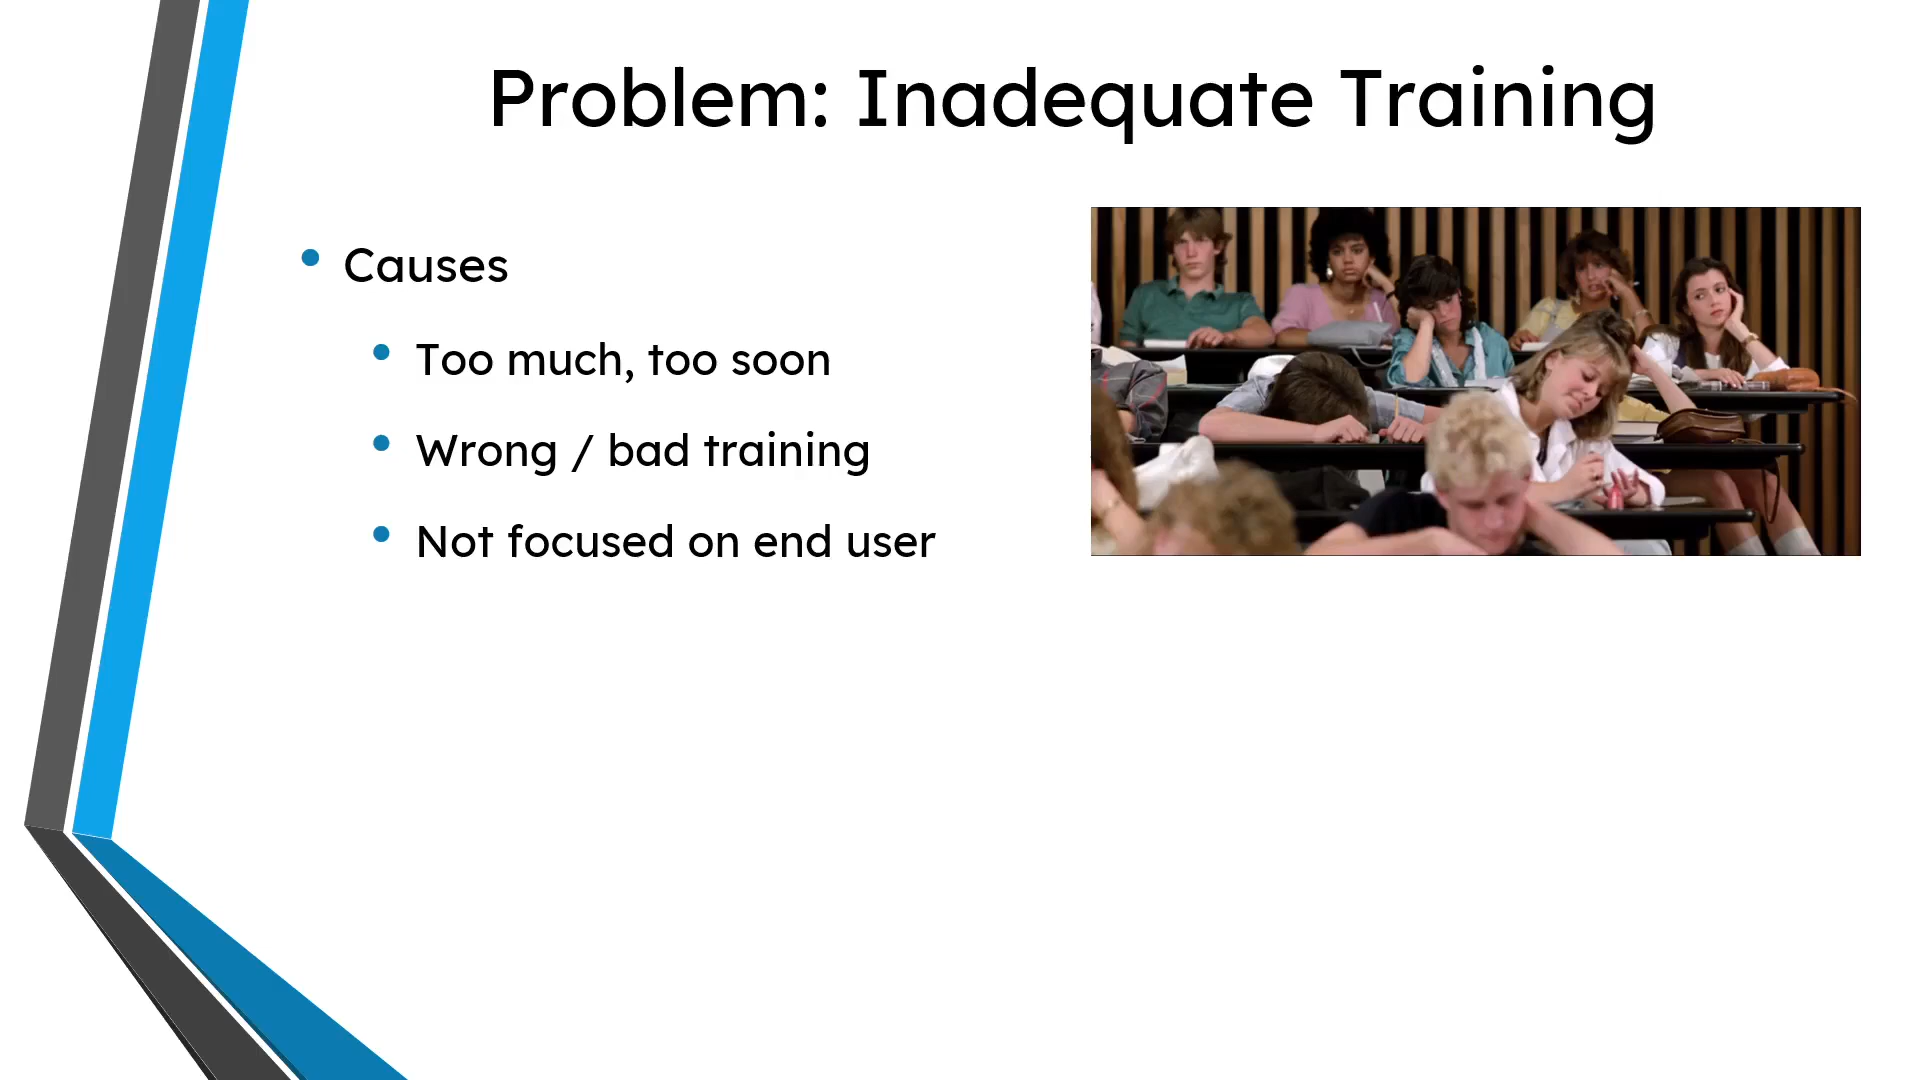 Problem: Inadequate Training
Causes
Too much, too soon
Wrong / bad training
Not focused on end user